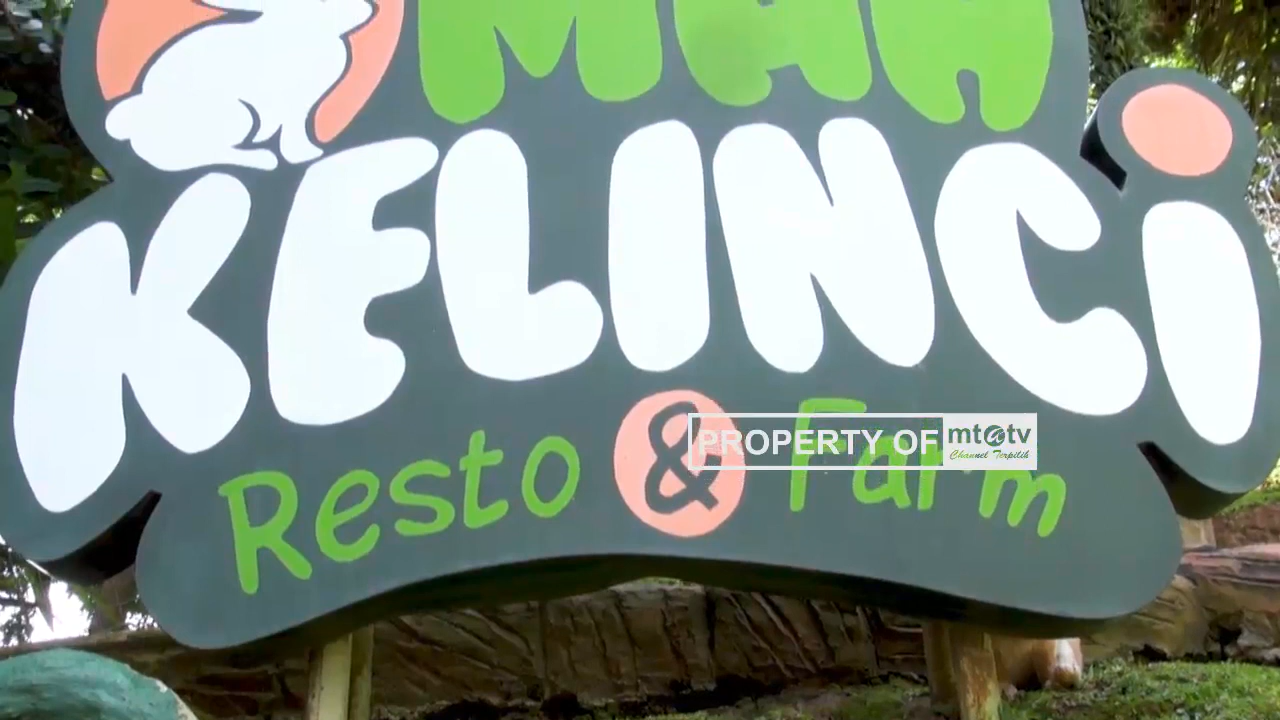 KELINCI
Resto & Farm
PROPERTY OF mtatv
Channel Terpilih